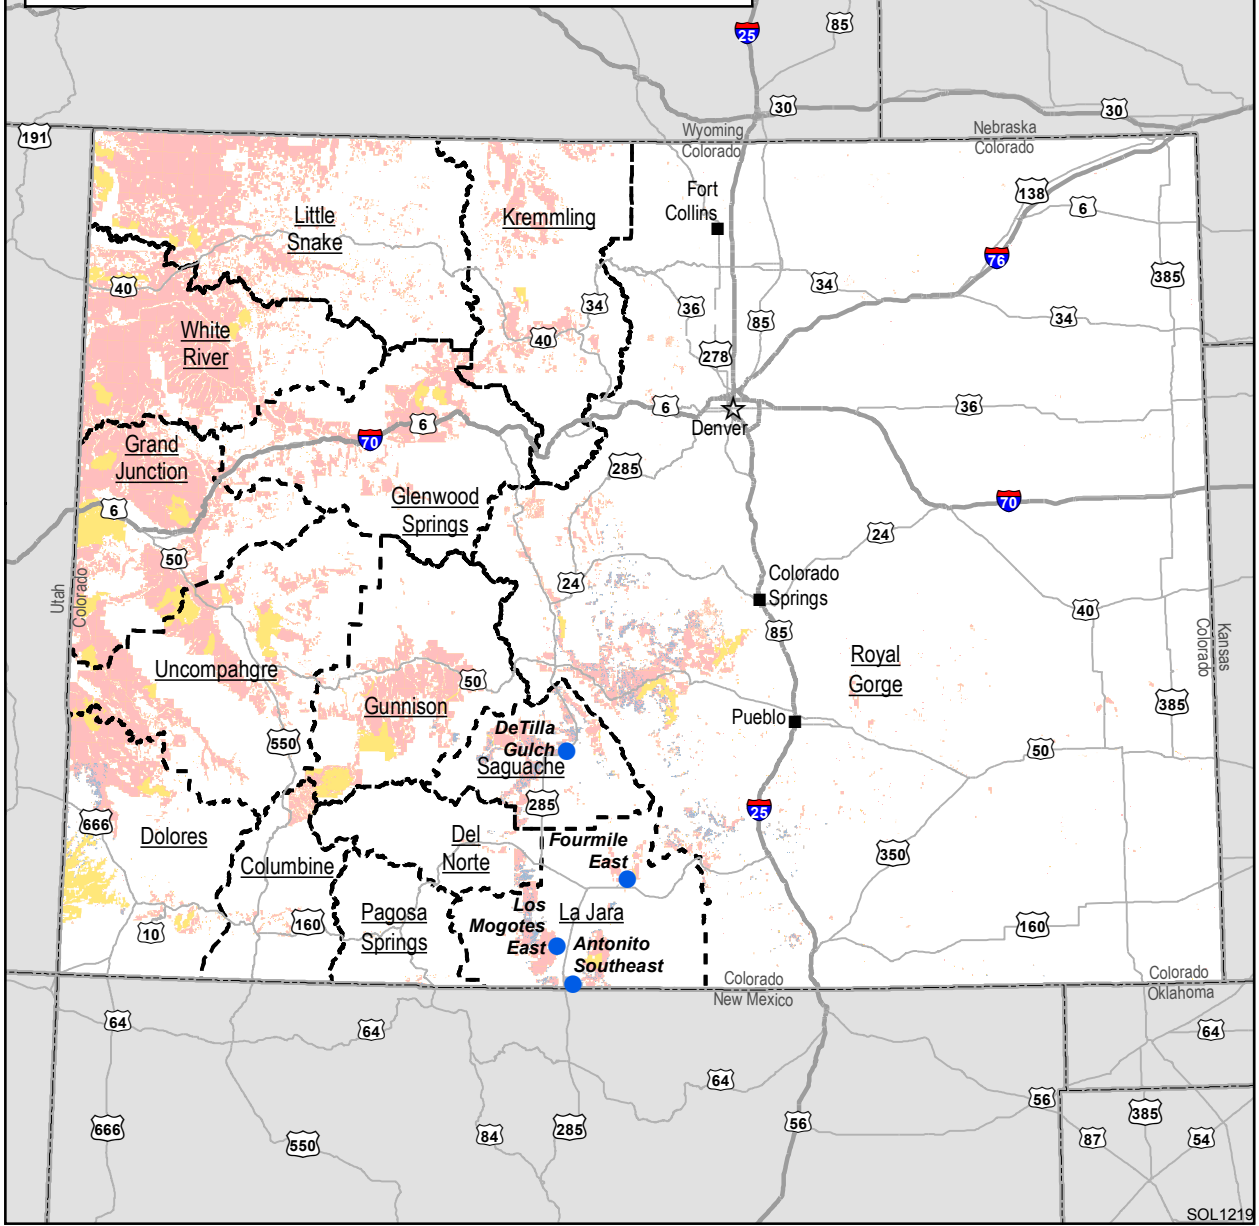 25
85
30
30
191
Wyoming
Colorado
Nebraska
Colorado
Fort
Collins
138
6
Little
Snake
Kremmling
76
385
40
34
34
36
85
34
White
River
40
278
6
36
6
Denver
70
Grand
Junction
285
Glenwood
Springs
6
70
24
50
Colorado
Springs
24
Utah
Colorado
40
85
Kansas
Colorado
Uncompahgre
Royal
Gorge
50
Gunnison
385
Pueblo
DeTilla
Gulch
550
50
Saguache
285
25
666
Dolores
Del
Norte
Fourmile
East
350
Columbine
Los
Mogotes
East
La Jara
Pagosa
Springs
160
160
10
Antonito
Southeast
Colorado
New Mexico
Colorado
Oklahoma
64
64
64
64
56
56
385
666
550
84
285
87
54
SOL1219